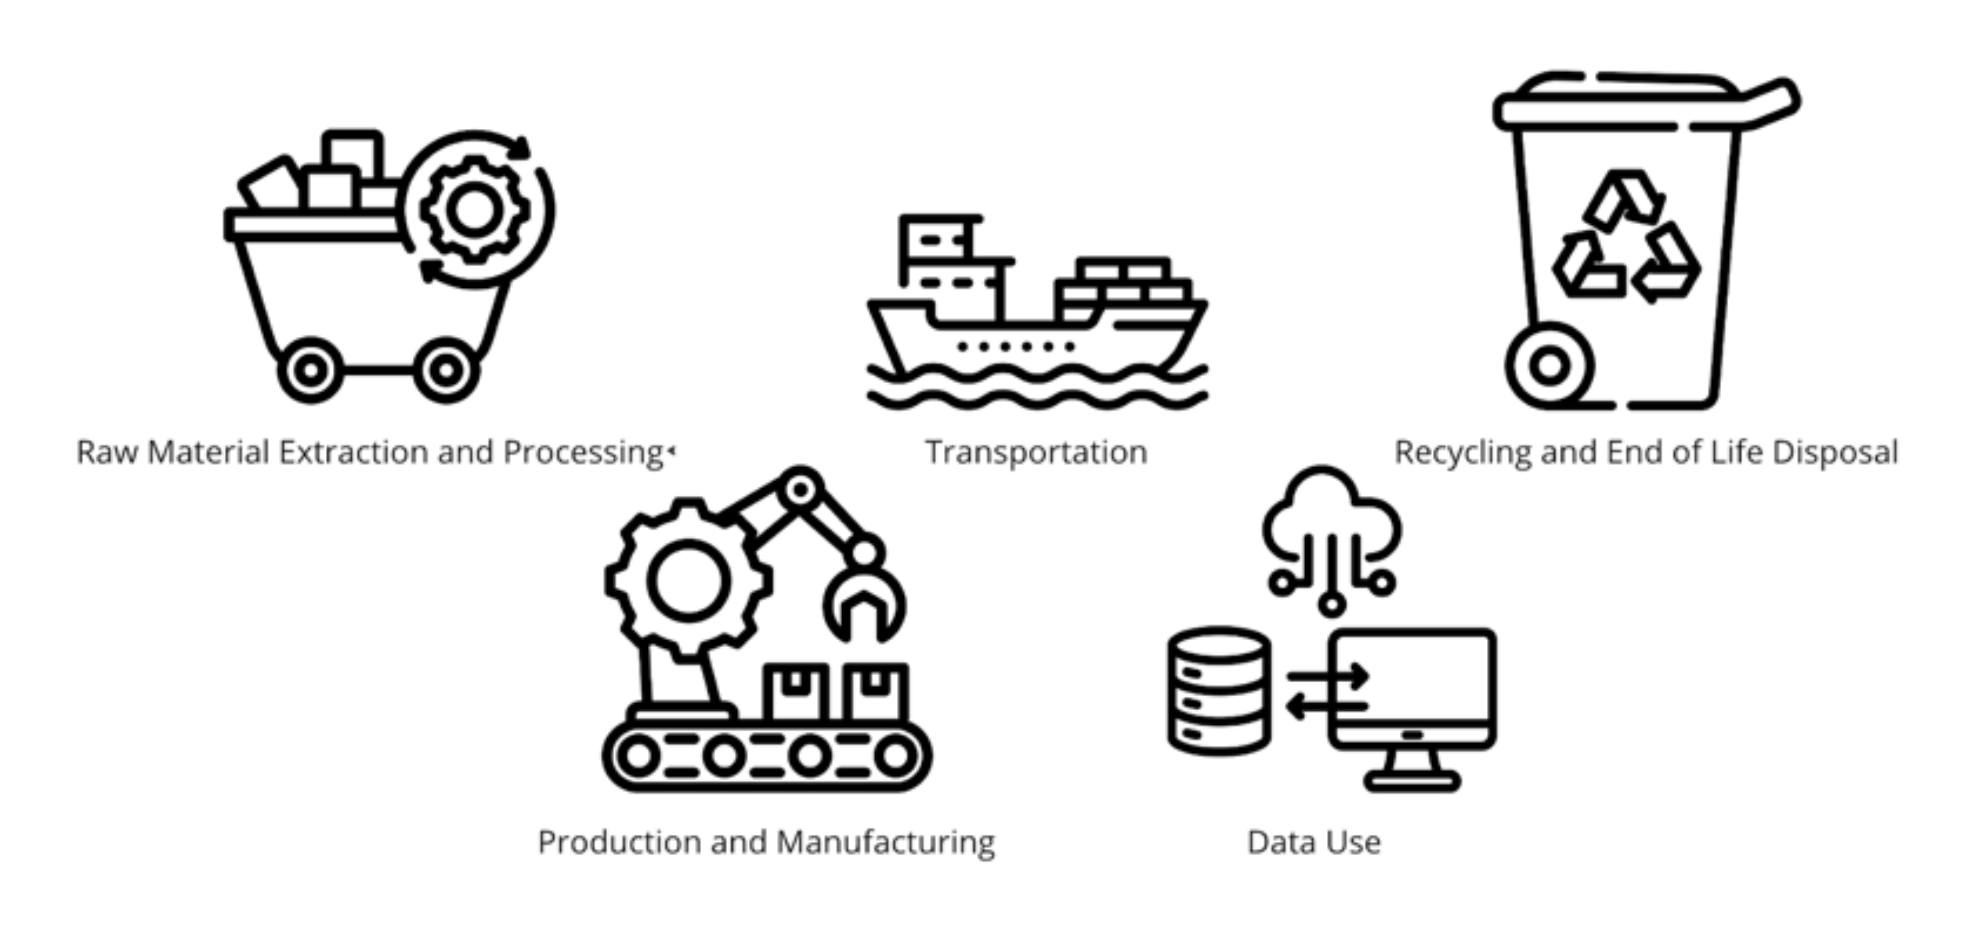 Raw Material Extraction and Processing
Transportation
Recycling and End of Life Disposal
Production and Manufacturing
Data Use